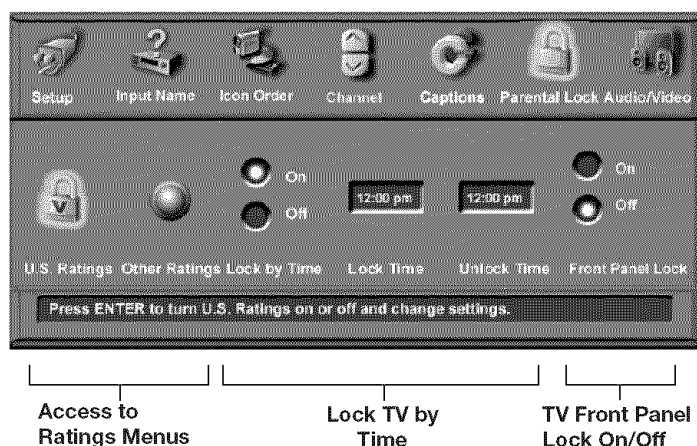 Setup Input Name Icon Order Channel Captions Parental Lock Audio/Video
On On
12:00 pm 12:00 pm
V Off Off
U.S. Ratings Other Ratings Lock by Time Lock Time Unlock Time Front Panel Lock
Press ENTER to turn U.S. Ratings on or off and change settings.
Access to Lock TV by TV Front Panel
Ratings Menus Time Lock On/Off